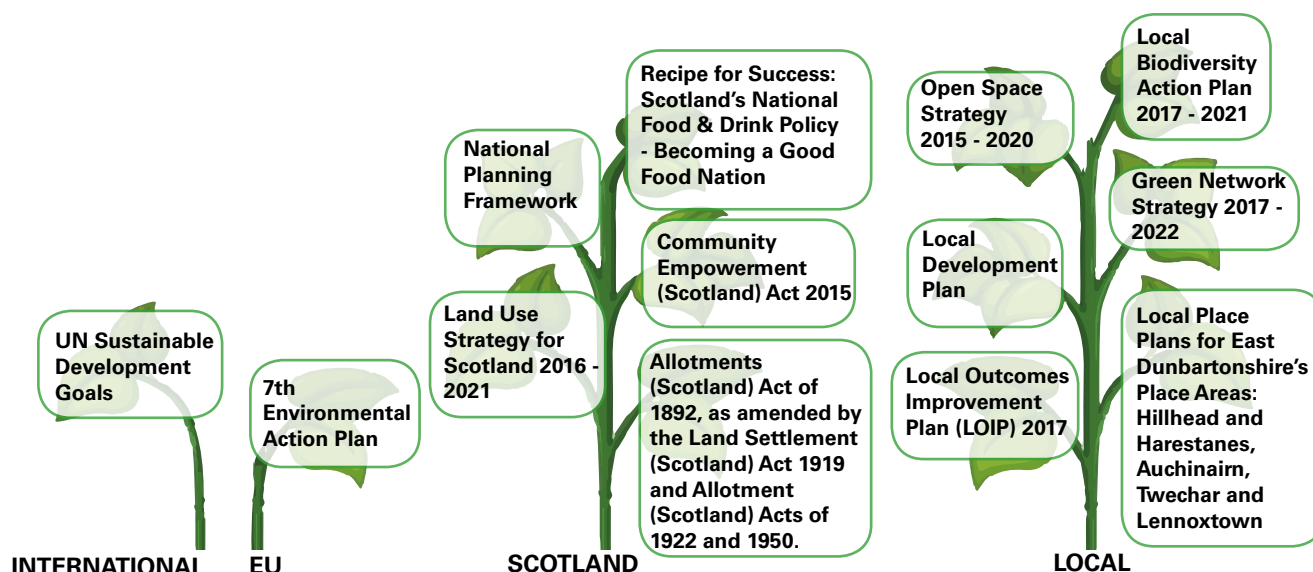 UN Sustainable
Development
Goals
INTERNATIONAL
7th
Environmental
Action Plan
EU
National
Planning
Framework
Recipe for Success:
Scotland’s National
Food & Drink Policy
- Becoming a Good
Food Nation
Land Use
Strategy for
Scotland 2016 -
2021
Community
Empowerment
(Scotland) Act 2015
Allotments
(Scotland) Act of
1892, as amended by
the Land Settlement
(Scotland) Act 1919
and Allotment
(Scotland) Acts of
1922 and 1950.
SCOTLAND
Open Space
Strategy
2015 - 2020
Local
Biodiversity
Action Plan
2017 - 2021
Local
Development
Plan
Green Network
Strategy 2017 -
2022
Local Outcomes
Improvement
Plan (LOIP) 2017
Local Place
Plans for East
Dunbartonshire’s
Place Areas:
Hillhead and
Harestanes,
Auchinairn,
Twechar and
Lennoxtown
LOCAL